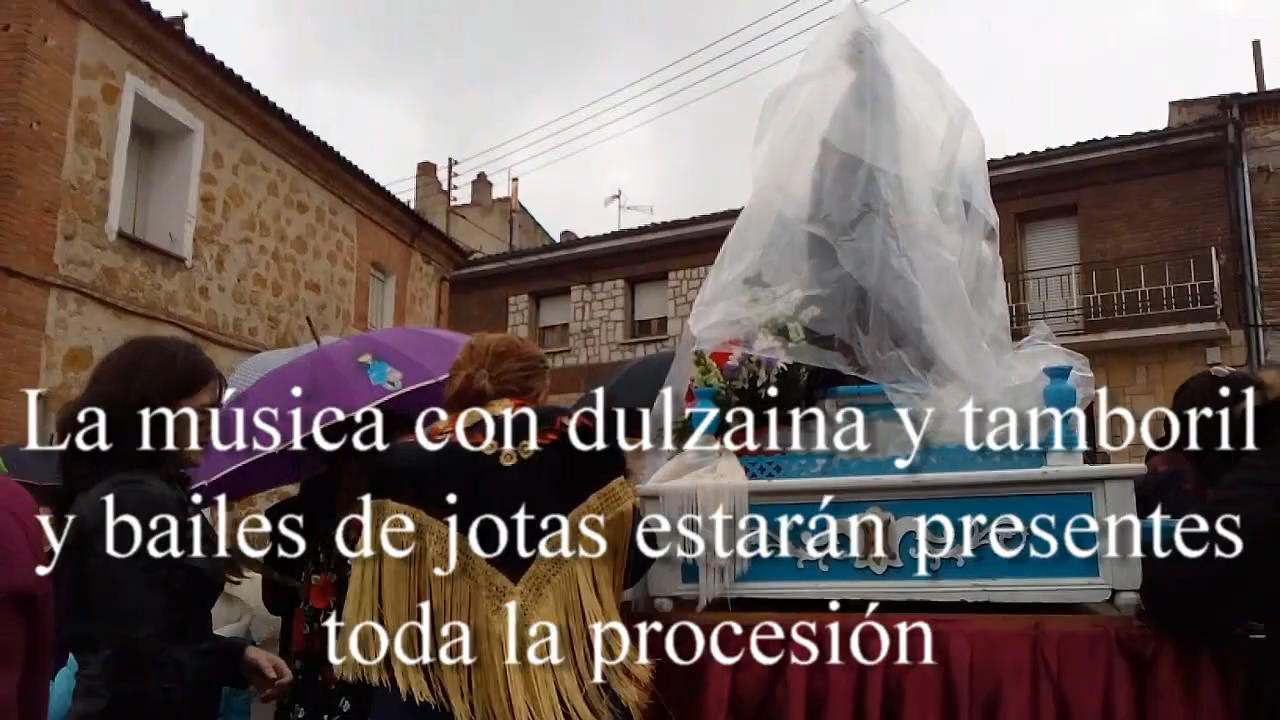 La música con dulzaina y tamboril
y bailes de jotas estarán presentes
toda la procesión